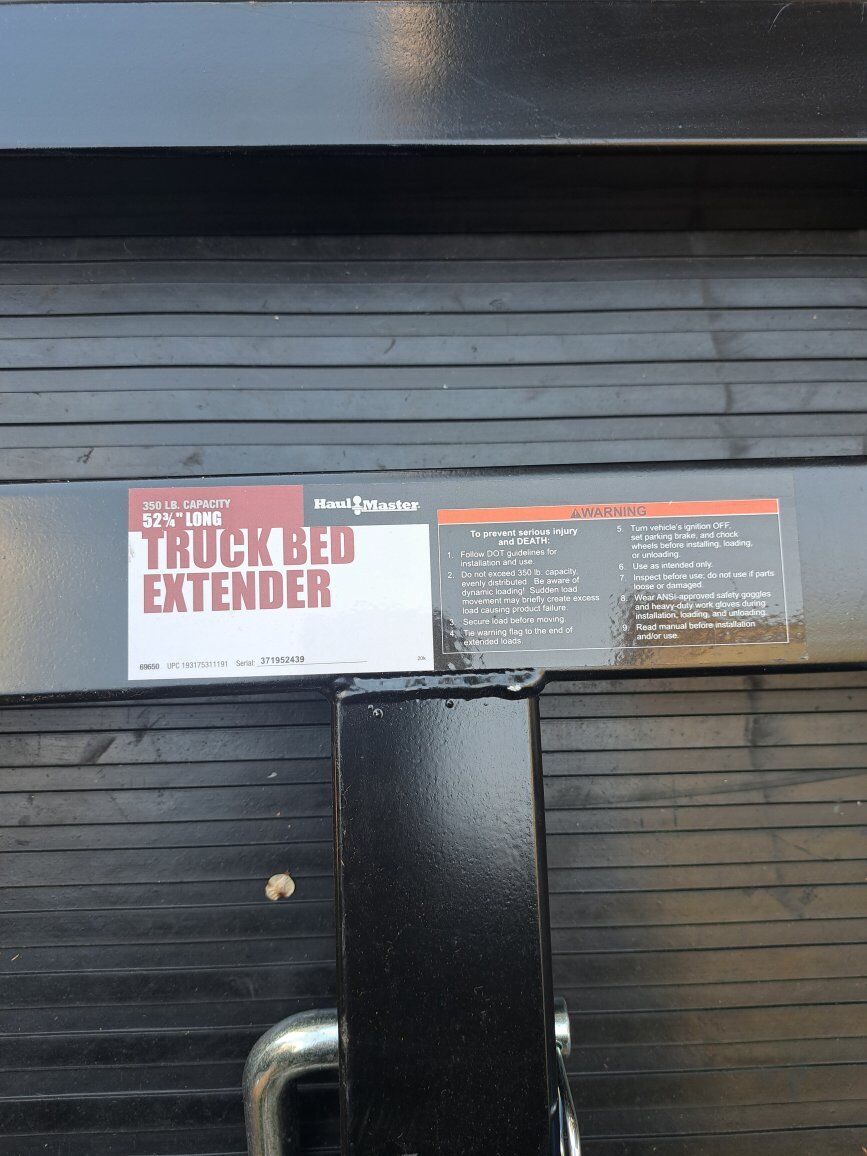 350 LB. CAPACITY
52¾" LONG
TRUCK BED
EXTENDER
69650 UPC 193175311191 Serial: 371952439
20k
Haul Master.
WARNING
To prevent serious injury
and DEATH:
1. Follow DOT guidelines for
installation and use.
2. Do not exceed 350 lb. capacity,
evenly distributed. Be aware of
dynamic loading! Sudden load
movement may briefly create excess
load causing product failure.
3. Secure load before moving.
4. Tie warning flag to the end of
extended loads.
5. Turn vehicle's ignition OFF,
set parking brake, and chock
wheels before installing, loading,
or unloading.
6. Use as intended only.
7. Inspect before use; do not use if parts
loose or damaged.
8. Wear ANSI-approved safety goggles
and heavy-duty work gloves during
installation, loading, and unloading.
9. Read manual before installation
and/or use.